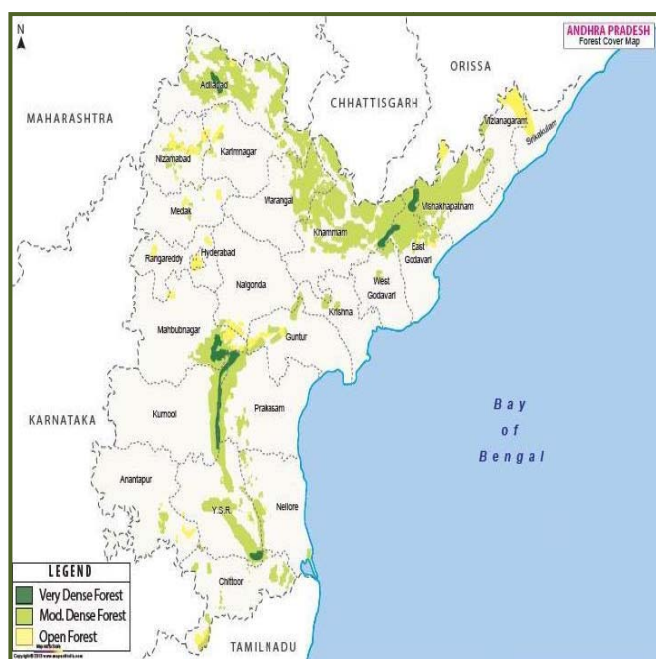 N
ANDHRA PRADESH
Forest Cover Map
ORISSA
CHHATTISGARH
MAHARASHTRA
Adilabad
Vizianagaram
Srikakulam
Nizamabad
Karimnagar
Warangal
Medak
Vishakhapatnam
Khammam
Rangareddy
Hyderabad
East
Godavari
Nalgonda
West
Godavari
Krishna
Mahbubnagar
Guntur
KARNATAKA
Kurnool
Prakasam
Bay
of
Bengal
Anantapur
Y.S.R.
Nellore
Chittoor
TAMILNADU
LEGEND
Very Dense Forest
Mod. Dense Forest
Open Forest